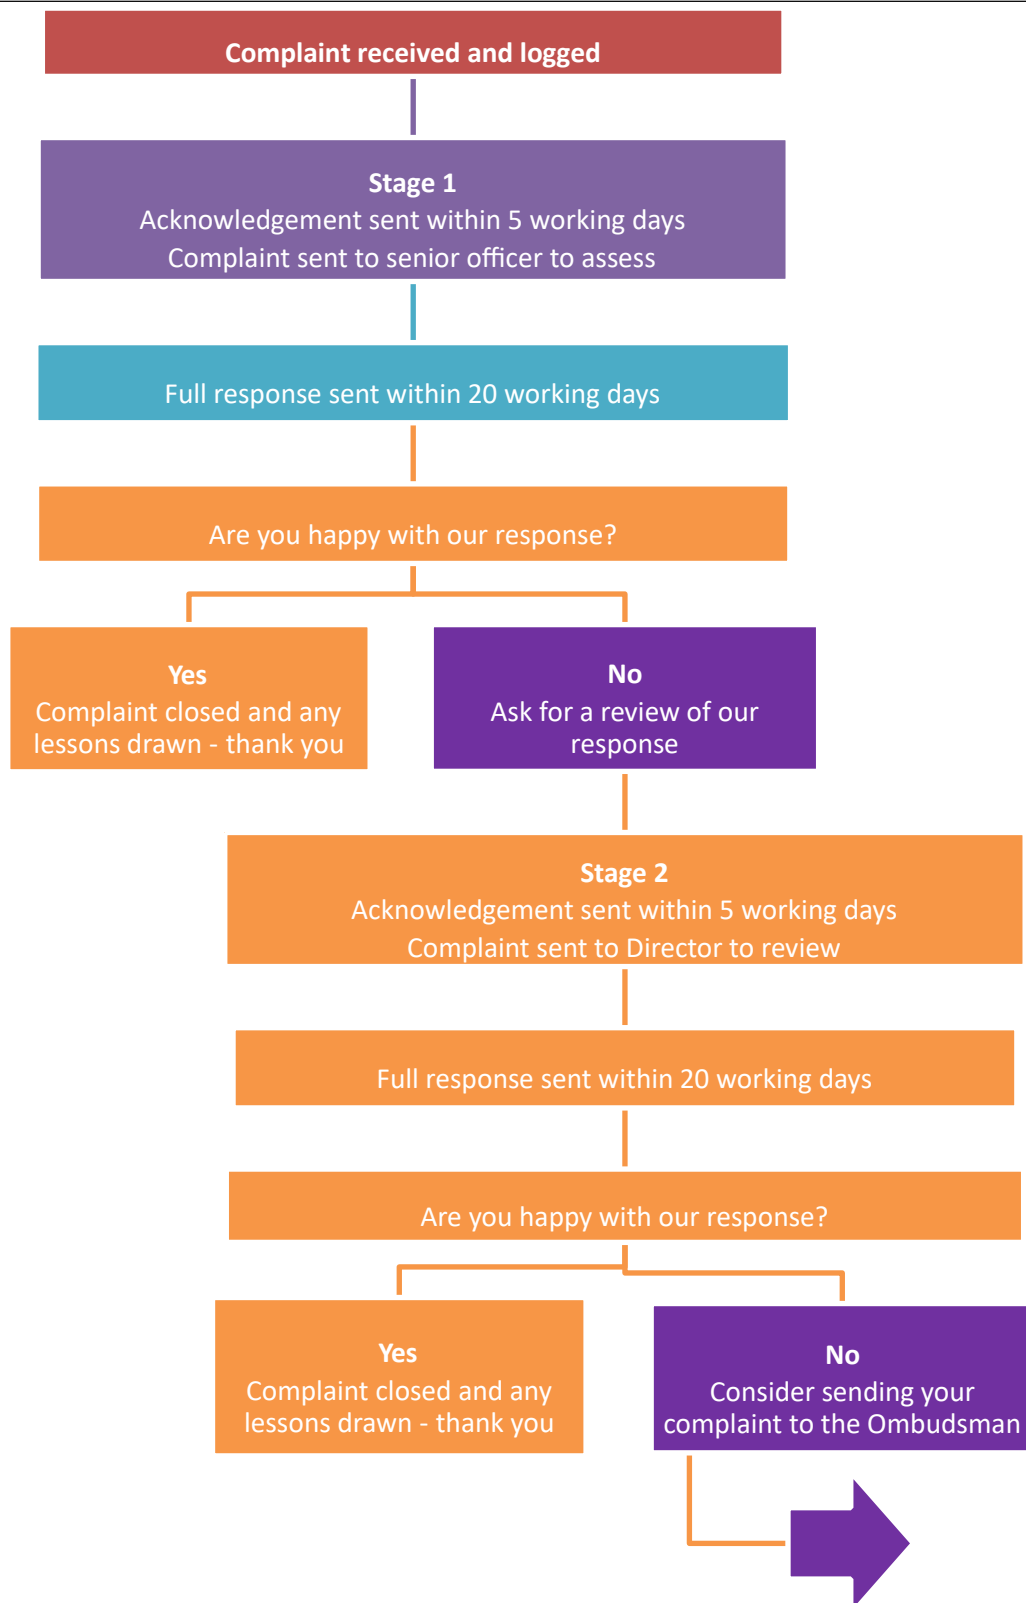 Complaint received and logged
Stage 1
Acknowledgement sent within 5 working days
Complaint sent to senior officer to assess
Full response sent within 20 working days
Are you happy with our response?
Yes
Complaint closed and any
lessons drawn - thank you
No
Ask for a review of our
response
Stage 2
Acknowledgement sent within 5 working days
Complaint sent to Director to review
Full response sent within 20 working days
Are you happy with our response?
Yes
Complaint closed and any
lessons drawn - thank you
No
Consider sending your
complaint to the Ombudsman